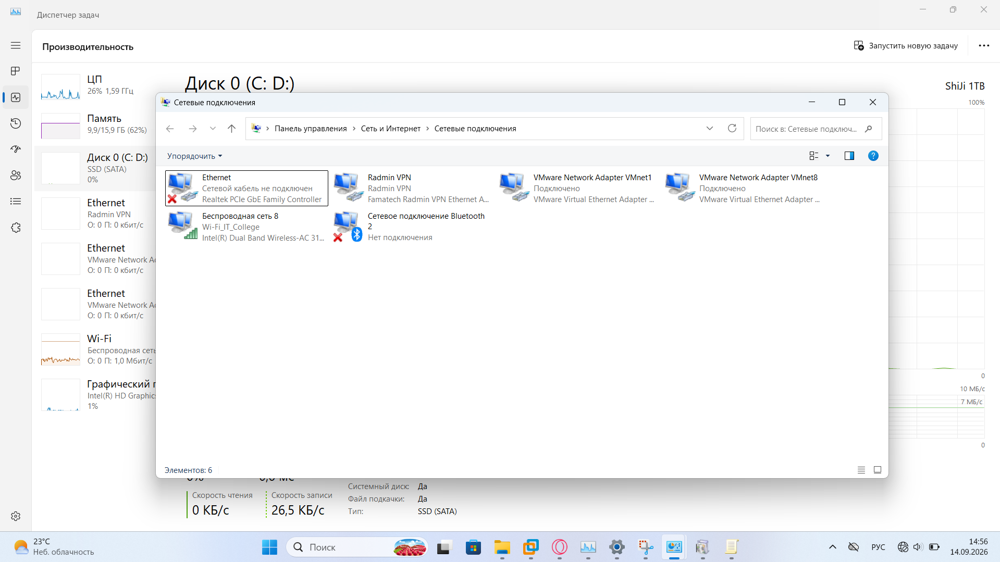 Диспетчер задач
Производительность
Запустить новую задачу
ЦП
26% 1,59 ГГц
Память
9,9/15,9 ГБ (62%)
Диск 0 (C: D:)
SSD (SATA)
0%
Ethernet
Radmin VPN
О: 0 П: 0 кбит/с
Ethernet
VMware Network Ad
О: 0 П: 0 кбит/с
Ethernet
VMware Network Ad
О: 0 П: 0 кбит/с
Wi-Fi
Беспроводная сеть
О: 0 П: 1,0 Мбит/с
Графический
Intel(R) HD Graphics
1%
Диск 0 (C: D:)
ShiJi 1TB
100%
Сетевые подключения
Панель управления
Сеть и Интернет
Сетевые подключения
Поиск в: Сетевые подключ...
Упорядочить
Ethernet
Сетевой кабель не подключен
Realtek PCIe GbE Family Controller
Radmin VPN
Radmin VPN
Famatech Radmin VPN Ethernet A...
VMware Network Adapter VMnet1
Подключено
VMware Virtual Ethernet Adapter ...
VMware Network Adapter VMnet8
Подключено
VMware Virtual Ethernet Adapter ...
Беспроводная сеть 8
Wi-Fi_IT_College
Intel(R) Dual Band Wireless-AC 31...
Сетевое подключение Bluetooth
2
Нет подключения
Элементов: 6
0
10 МБ/с
7 МБ/с
0
Скорость чтения
0 КБ/с
Скорость записи
26,5 КБ/с
Системный диск: Да
Файл подкачки: Да
Тип: SSD (SATA)
23°C
Неб. облачность
Поиск
РУС
14:56
14.09.2026